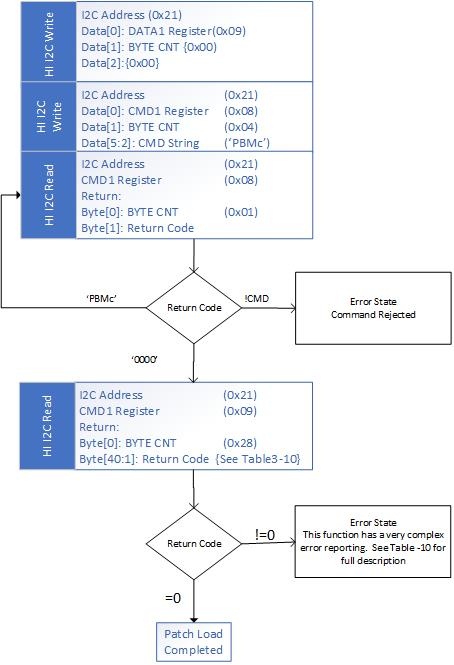 HI I2C Write
I2C Address (0x21)
Data[0]: DATA1 Register(0x09)
Data[1]: BYTE CNT {0x00)
Data[2]:{0x00}
HI I2C
Write
I2C Address (0x21)
Data[0]: CMD1 Register (0x08)
Data[1]: BYTE CNT (0x04)
Data[5:2]: CMD String ('PBMc')
HI I2C Read
I2C Address (0x21)
CMD1 Register (0x08)
Return:
Byte[0]: BYTE CNT (0x01)
Byte[1]: Return Code
'PBMc'
Return Code
!CMD
Error State
Command Rejected
'0000'
HI I2C Read
I2C Address (0x21)
CMD1 Register (0x09)
Return:
Byte[0]: BYTE CNT (0x28)
Byte[40:1]: Return Code {See Table3-10}
Return Code
!=0
Error State
This function has a very complex
error reporting. See Table -10 for
full description
=0
Patch Load
Completed